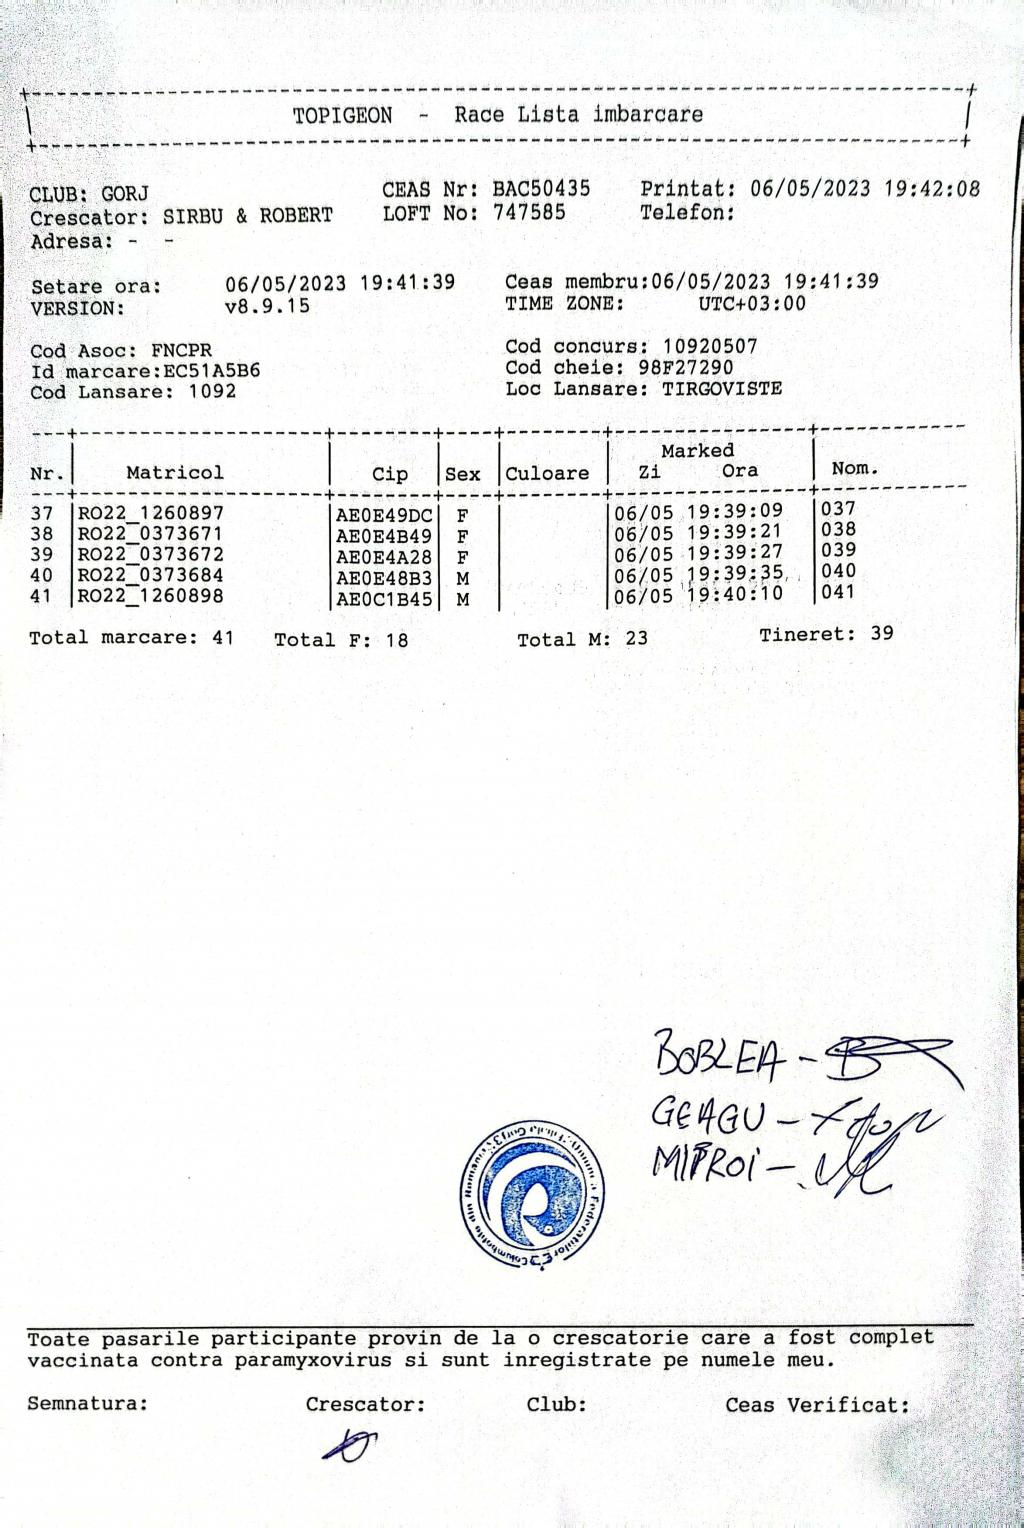 TOPIGEON - Race Lista imbarcare
CLUB: GORJ CEAS Nr: BAC50435 Printat: 06/05/2023 19:42:08
Crescator: SIRBU & ROBERT LOFT No: 747585 Telefon:
Adresa: - -
Setare ora: 06/05/2023 19:41:39 Ceas membru:06/05/2023 19:41:39
VERSION: v8.9.15 TIME ZONE: UTC+03:00
Cod Asoc: FNCPR Cod concurs: 10920507
Id marcare:EC51A5B6 Cod cheie: 98F27290
Cod Lansare: 1092 Loc Lansare: TIRGOVISTE
Marked
Nr. Matricol Cip Sex Culoare Zi Ora Nom.
37 RO22_1260897 AE0E49DC F 06/05 19:39:09 037
38 RO22_0373671 AE0E4B49 F 06/05 19:39:21 038
39 RO22_0373672 AE0E4A28 F 06/05 19:39:27 039
40 RO22_0373684 AE0E48B3 M 06/05 19:39:35 040
41 RO22_1260898 AE0C1B45 M 06/05 19:40:10 041
Total marcare: 41 Total F: 18 Total M: 23 Tineret: 39
BOBLEA -
GEAGU -
MITROI -
Toate pasarile participante provin de la o crescatorie care a fost complet
vaccinata contra paramyxovirus si sunt inregistrate pe numele meu.
Semnatura: Crescator: Club: Ceas Verificat: